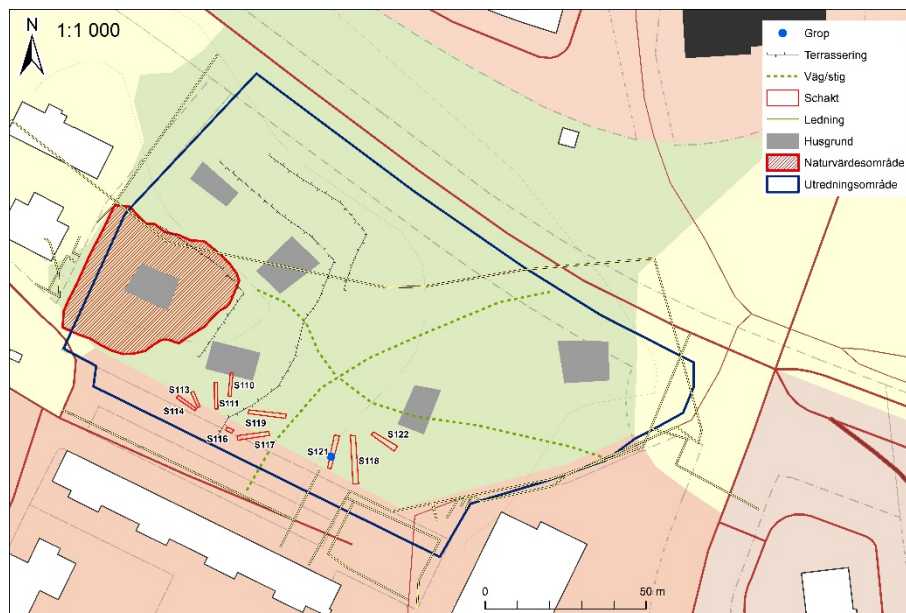 N
1:1 000
Grop
Terrassering
Väg/stig
Schakt
Ledning
Husgrund
Naturvärdesområde
Utredningsområde
S110
S113
S111
S114
S119
S116
S117
S122
S121
S118
0
50 m